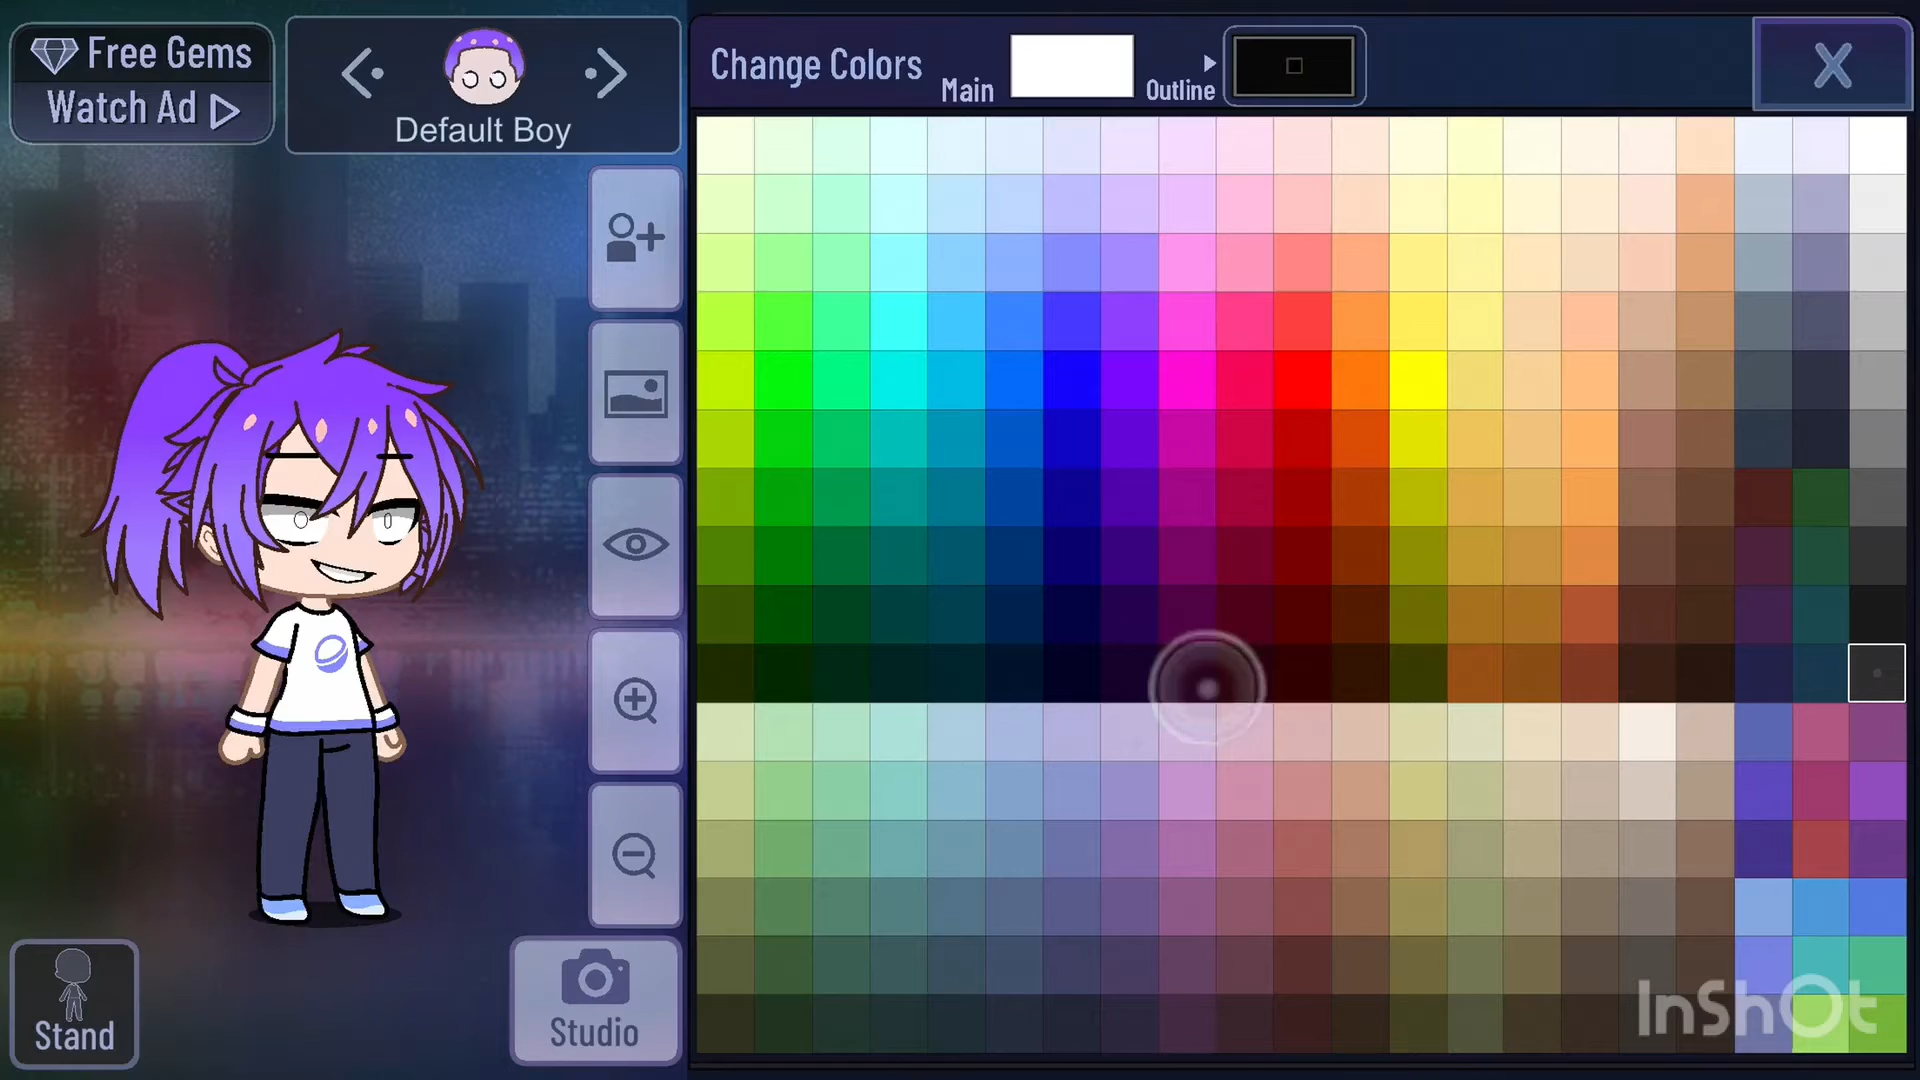 Free Gems
Watch Ad
Default Boy
Change Colors
Main
Outline
X
Stand
Studio
InShOt